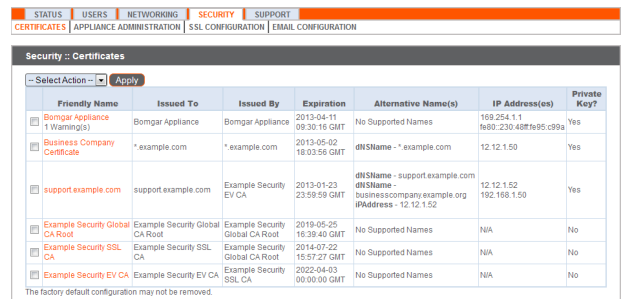 STATUS USERS NETWORKING SECURITY SUPPORT
CERTIFICATES APPLIANCE ADMINISTRATION SSL CONFIGURATION EMAIL CONFIGURATION
Security :: Certificates
-- Select Action -- Apply
Friendly Name Issued To Issued By Expiration Alternative Name(s) IP Address(es) Private Key?
Bomgar Appliance
1 Warning(s)
Bomgar Appliance
Bomgar Appliance
2013-04-11
09:30:16 GMT
No Supported Names
169.254.1.1
fe80::230:48ff:fe95:c99a
Yes
Business Company
Certificate
*.example.com
*.example.com
2013-05-02
18:03:56 GMT
dNSName - *.example.com
12.12.1.50
Yes
support.example.com
support.example.com
Example Security
EV CA
2013-01-23
23:59:59 GMT
dNSName - support.example.com
dNSName -
businesscompany.example.org
iPAddress - 12.12.1.52
12.12.1.52
192.168.1.50
Yes
Example Security Global
CA Root
Example Security Global
CA Root
Example Security
Global CA Root
2019-05-25
16:39:40 GMT
No Supported Names
N/A
No
Example Security SSL
CA
Example Security SSL
CA
Example Security
Global CA Root
2014-07-22
15:57:27 GMT
No Supported Names
N/A
No
Example Security EV CA
Example Security EV CA
Example Security
SSL CA
2022-04-03
00:00:00 GMT
No Supported Names
N/A
No
The factory default configuration may not be removed.